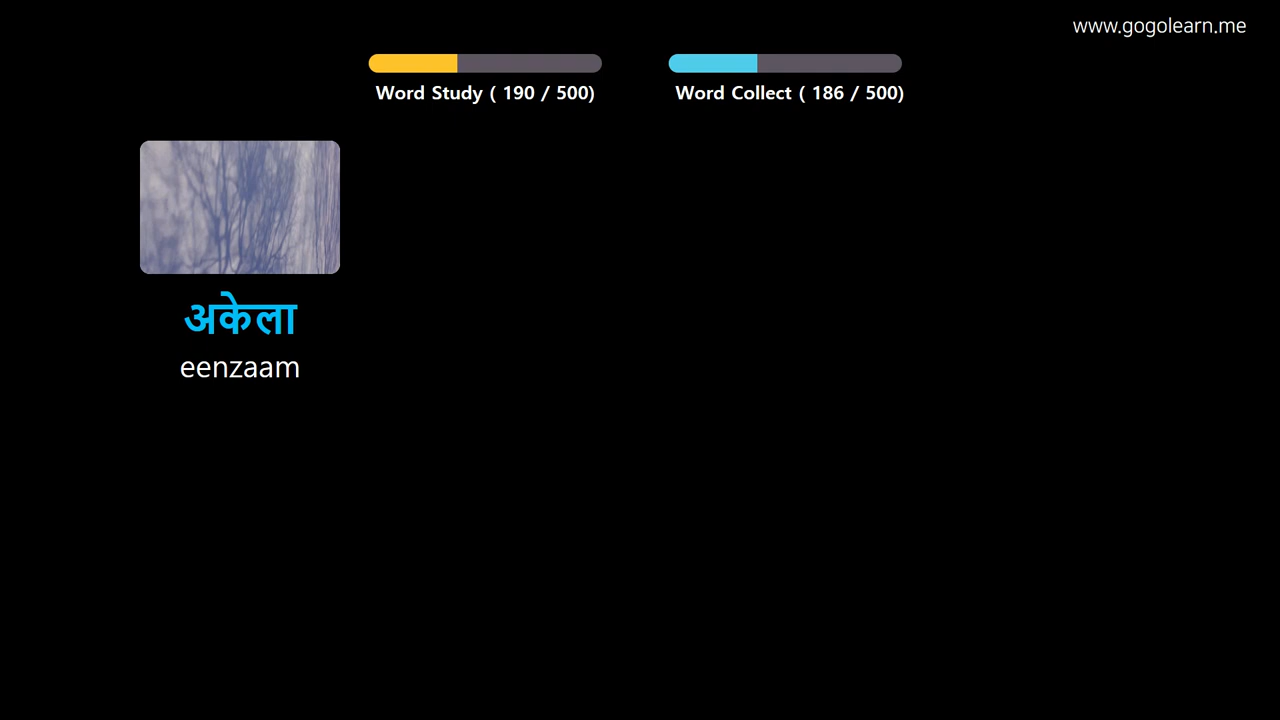 www.gogolearn.me
Word Study ( 190 / 500)
Word Collect ( 186 / 500)
अकेला
eenzaam